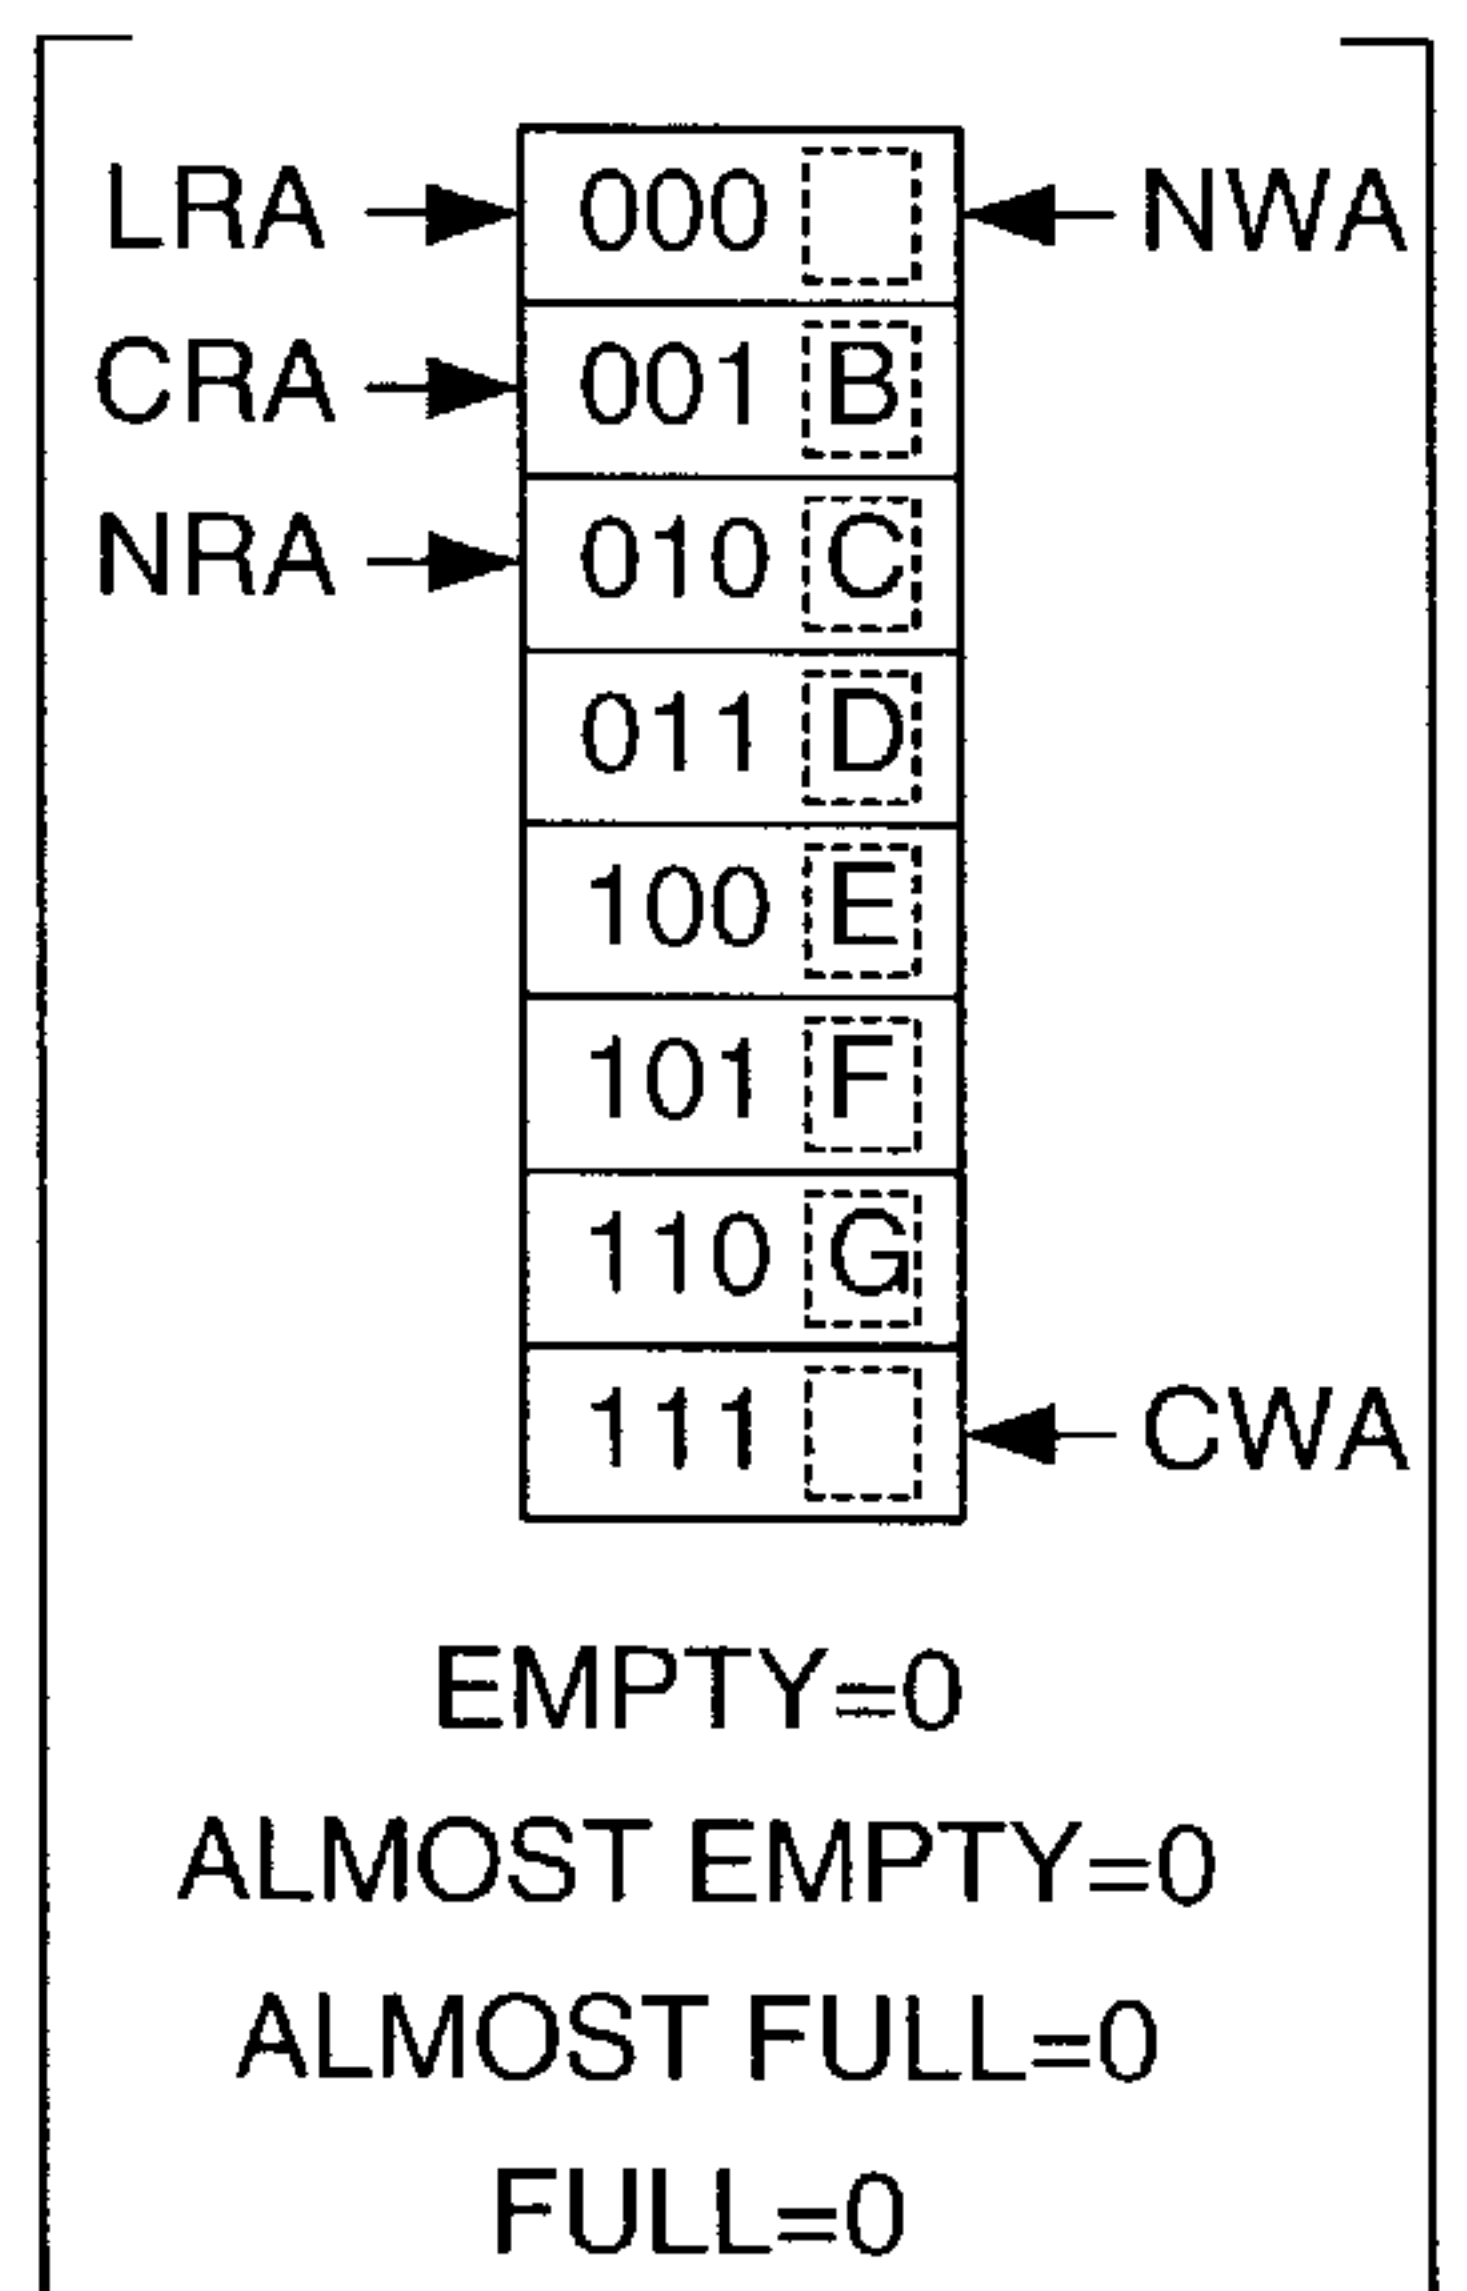 LRA 000 NWA
CRA 001 B
NRA 010 C
011 D
100 E
101 F
110 G
111 CWA
EMPTY=0
ALMOST EMPTY=0
ALMOST FULL=0
FULL=0